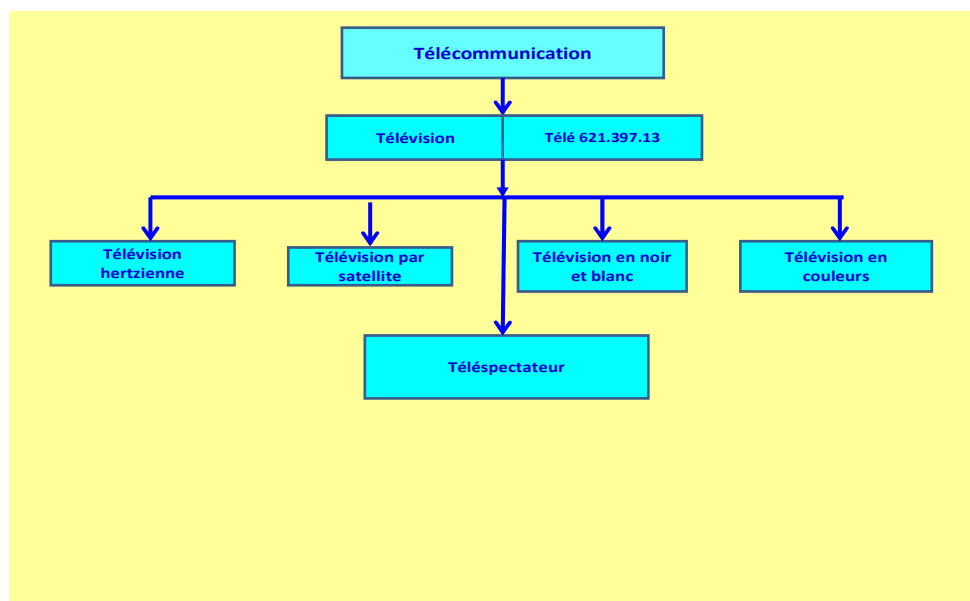 Télécommunication
Télévision
Télé 621.397.13
Télévision
hertzienne
Télévision par
satellite
Télévision en noir
et blanc
Télévision en
couleurs
Téléspectateur